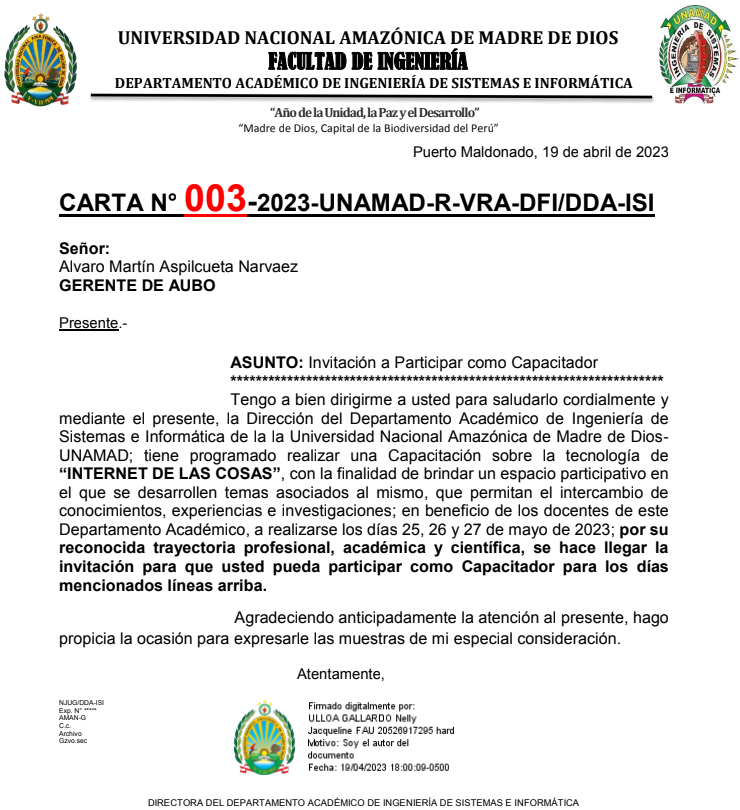 UNIVERSIDAD NACIONAL AMAZÓNICA DE MADRE DE DIOS
FACULTAD DE INGENIERÍA
DEPARTAMENTO ACADÉMICO DE INGENIERÍA DE SISTEMAS E INFORMÁTICA
UNAMAD
INGENIERIA DE SISTEMAS
E INFORMÁTICA
“Año de la Unidad, la Paz y el Desarrollo”
“Madre de Dios, Capital de la Biodiversidad del Perú”
Puerto Maldonado, 19 de abril de 2023
CARTA N° 003-2023-UNAMAD-R-VRA-DFI/DDA-ISI
Señor:
Alvaro Martín Aspilcueta Narvaez
GERENTE DE AUBO
Presente.-
ASUNTO: Invitación a Participar como Capacitador
********************************************************************
Tengo a bien dirigirme a usted para saludarlo cordialmente y
mediante el presente, la Dirección del Departamento Académico de Ingeniería de
Sistemas e Informática de la la Universidad Nacional Amazónica de Madre de Dios-
UNAMAD; tiene programado realizar una Capacitación sobre la tecnología de
“INTERNET DE LAS COSAS”, con la finalidad de brindar un espacio participativo en
el que se desarrollen temas asociados al mismo, que permitan el intercambio de
conocimientos, experiencias e investigaciones; en beneficio de los docentes de este
Departamento Académico, a realizarse los días 25, 26 y 27 de mayo de 2023; por su
reconocida trayectoria profesional, académica y científica, se hace llegar la
invitación para que usted pueda participar como Capacitador para los días
mencionados líneas arriba.
Agradeciendo anticipadamente la atención al presente, hago
propicia la ocasión para expresarle las muestras de mi especial consideración.
Atentamente,
NJUG/DDA-ISI
Exp. N° *****
AMAN-G
C.c.
Archivo
Gzvo.sec
Firmado digitalmente por:
ULLOA GALLARDO Nelly
Jacqueline FAU 20526917295 hard
Motivo: Soy el autor del
documento
Fecha: 19/04/2023 18:00:09-0500
DIRECTORA DEL DEPARTAMENTO ACADÉMICO DE INGENIERÍA DE SISTEMAS E INFORMÁTICA